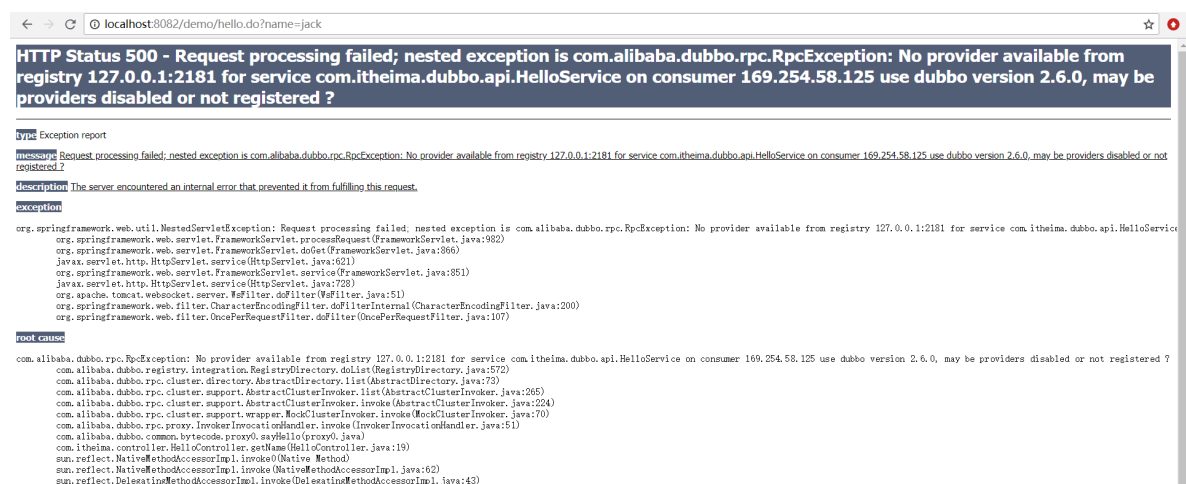 localhost:8082/demo/hello.do?name=jack
HTTP Status 500 - Request processing failed; nested exception is com.alibaba.dubbo.rpc.RpcException: No provider available from
registry 127.0.0.1:2181 for service com.itheima.dubbo.api.HelloService on consumer 169.254.58.125 use dubbo version 2.6.0, may be
providers disabled or not registered ?
type Exception report
message Request processing failed; nested exception is com.alibaba.dubbo.rpc.RpcException: No provider available from registry 127.0.0.1:2181 for service com.itheima.dubbo.api.HelloService on consumer 169.254.58.125 use dubbo version 2.6.0, may be providers disabled or not
registered ?
description The server encountered an internal error that prevented it from fulfilling this request.
exception
org.springframework.web.util.NestedServletException: Request processing failed; nested exception is com.alibaba.dubbo.rpc.RpcException: No provider available from registry 127.0.0.1:2181 for service com.itheima.dubbo.api.HelloService
org.springframework.web.servlet.FrameworkServlet.processRequest(FrameworkServlet.java:982)
org.springframework.web.servlet.FrameworkServlet.doGet(FrameworkServlet.java:866)
javax.servlet.http.HttpServlet.service(HttpServlet.java:621)
org.springframework.web.servlet.FrameworkServlet.service(FrameworkServlet.java:851)
javax.servlet.http.HttpServlet.service(HttpServlet.java:728)
org.apache.tomcat.websocket.server.WsFilter.doFilter(WsFilter.java:51)
org.springframework.web.filter.CharacterEncodingFilter.doFilterInternal(CharacterEncodingFilter.java:200)
org.springframework.web.filter.OncePerRequestFilter.doFilter(OncePerRequestFilter.java:107)
root cause
com.alibaba.dubbo.rpc.RpcException: No provider available from registry 127.0.0.1:2181 for service com.itheima.dubbo.api.HelloService on consumer 169.254.58.125 use dubbo version 2.6.0, may be providers disabled or not registered ?
com.alibaba.dubbo.registry.integration.RegistryDirectory.doList(RegistryDirectory.java:572)
com.alibaba.dubbo.rpc.cluster.directory.AbstractDirectory.list(AbstractDirectory.java:73)
com.alibaba.dubbo.rpc.cluster.support.AbstractClusterInvoker.list(AbstractClusterInvoker.java:265)
com.alibaba.dubbo.rpc.cluster.support.AbstractClusterInvoker.invoke(AbstractClusterInvoker.java:224)
com.alibaba.dubbo.rpc.cluster.support.wrapper.MockClusterInvoker.invoke(MockClusterInvoker.java:70)
com.alibaba.dubbo.rpc.proxy.InvokerInvocationHandler.invoke(InvokerInvocationHandler.java:51)
com.alibaba.dubbo.common.bytecode.proxy0.sayHello(proxy0.java)
com.itheima.controller.HelloController.getName(HelloController.java:19)
sun.reflect.NativeMethodAccessorImpl.invoke0(Native Method)
sun.reflect.NativeMethodAccessorImpl.invoke(NativeMethodAccessorImpl.java:62)
sun.reflect.DelegatingMethodAccessorImpl.invoke(DelegatingMethodAccessorImpl.java:43)